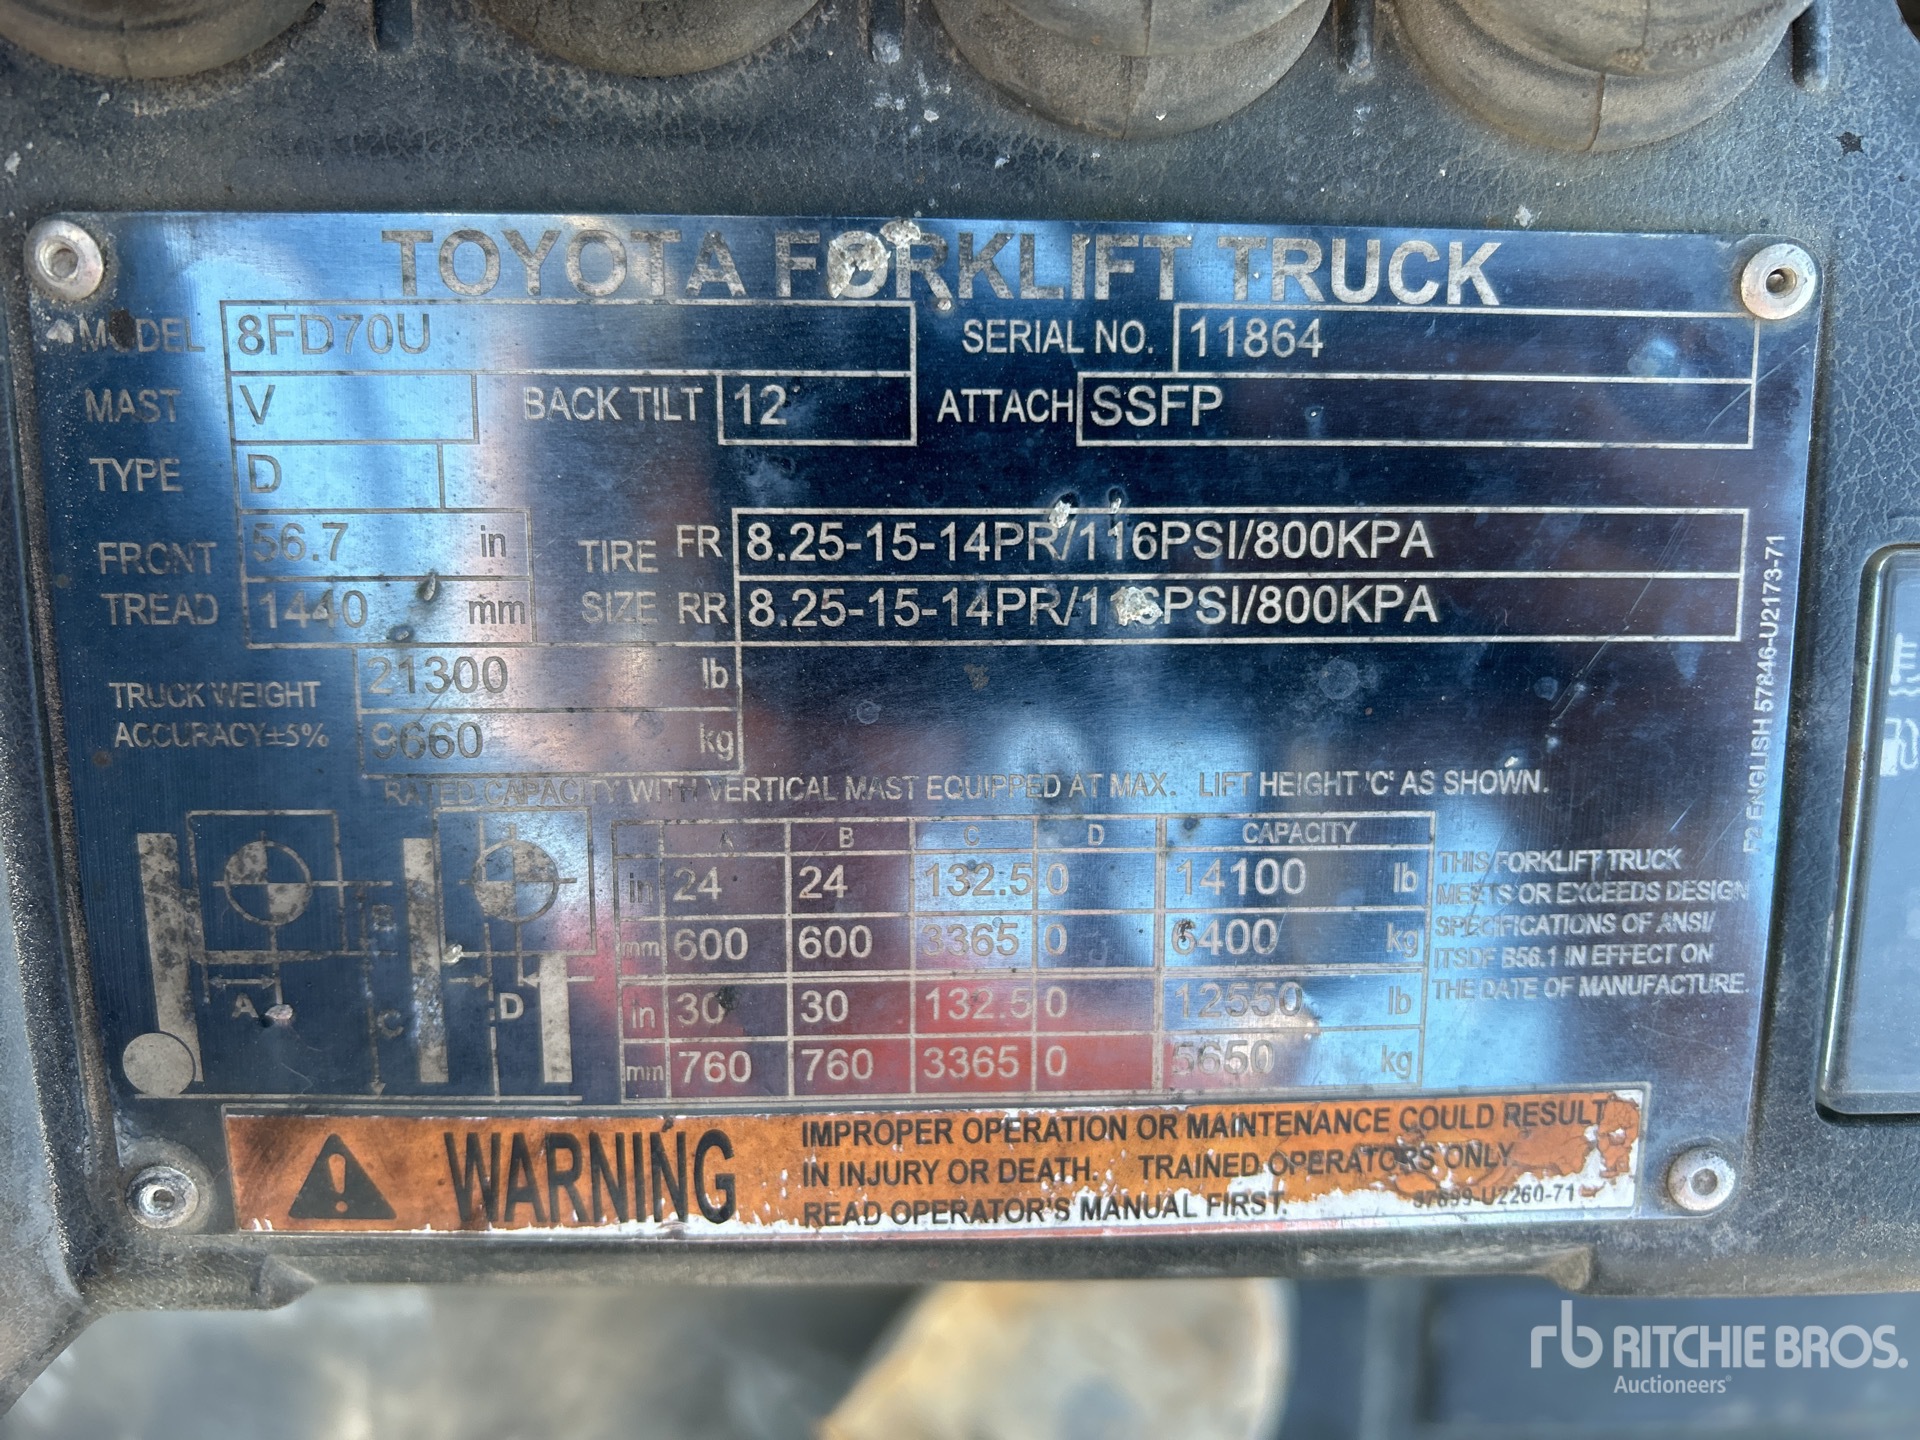 TOYOTA FORKLIFT TRUCK
MODEL 8FD70U SERIAL NO. 11864
MAST V BACK TILT 12° ATTACH SSFP
TYPE D
FRONT 56.7 in TIRE FR 8.25-15-14PR/116PSI/800KPA
TREAD 1440 mm SIZE RR 8.25-15-14PR/116PSI/800KPA
TRUCK WEIGHT 21300 lb
ACCURACY±5% 9660 kg
RATED CAPACITY WITH VERTICAL MAST EQUIPPED AT MAX. LIFT HEIGHT 'C' AS SHOWN.
A B C D CAPACITY
in 24 24 132.5 0 14100 lb
mm 600 600 3365 0 6400 kg
in 30 30 132.5 0 12550 lb
mm 760 760 3365 0 5650 kg
B
A
C
D
THIS FORKLIFT TRUCK
MEETS OR EXCEEDS DESIGN
SPECIFICATIONS OF ANSI/
ITSDF B56.1 IN EFFECT ON
THE DATE OF MANUFACTURE.
F2 ENGLISH 57846-U2173-71
WARNING
IMPROPER OPERATION OR MAINTENANCE COULD RESULT
IN INJURY OR DEATH. TRAINED OPERATORS ONLY
READ OPERATOR'S MANUAL FIRST.
57899-U2260-71
rb RITCHIE BROS.
Auctioneers